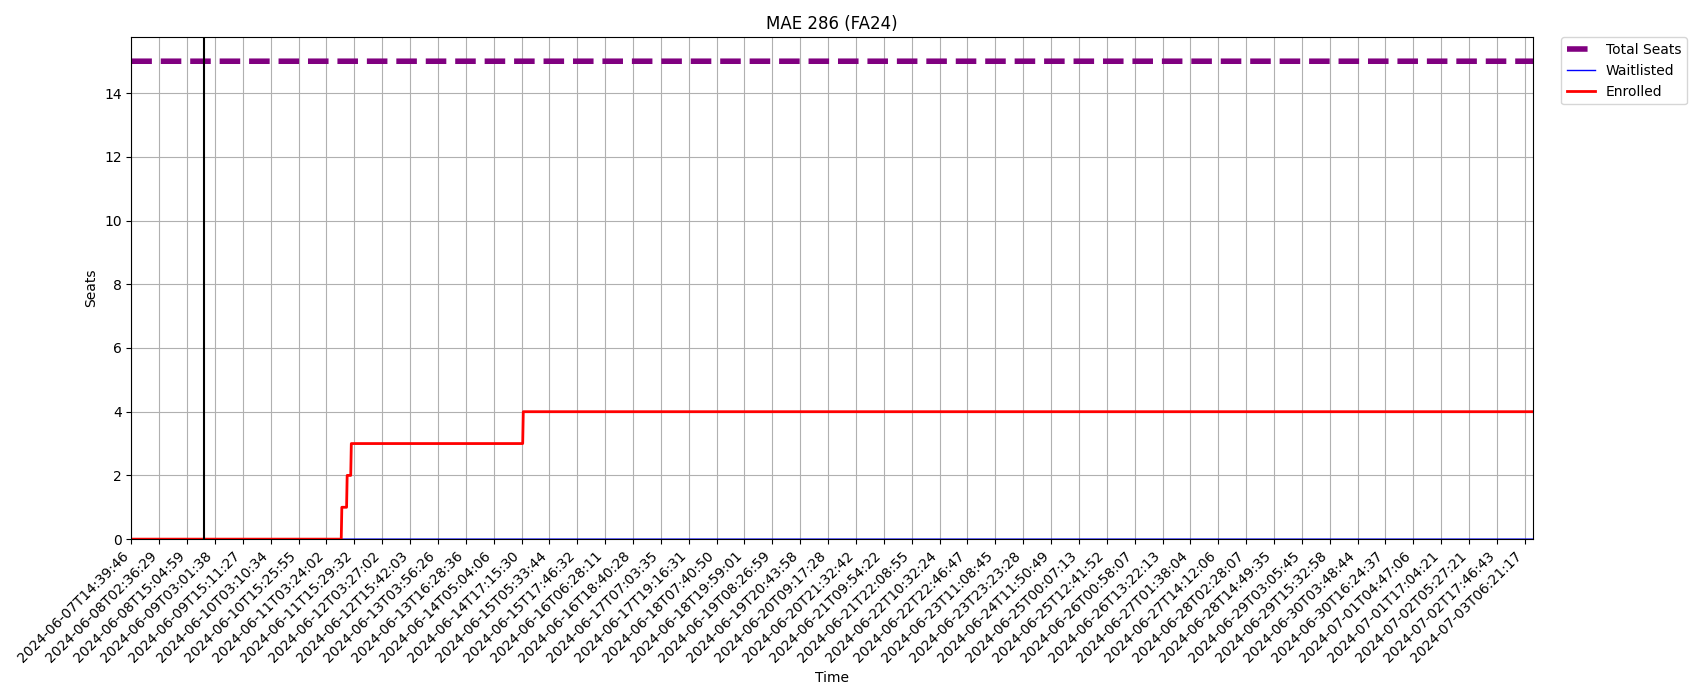 MAE 286 (FA24)
Total Seats
Waitlisted
Enrolled
Seats
14
12
10
8
6
4
2
0
2024-06-07T14:39:46
2024-06-08T02:36:29
2024-06-08T15:04:59
2024-06-09T03:01:38
2024-06-09T15:11:27
2024-06-10T03:10:34
2024-06-10T15:25:55
2024-06-11T03:24:02
2024-06-11T15:29:32
2024-06-12T03:27:02
2024-06-12T15:42:03
2024-06-13T03:56:26
2024-06-13T16:28:36
2024-06-14T05:04:06
2024-06-14T17:15:30
2024-06-15T05:33:44
2024-06-15T17:46:32
2024-06-16T06:28:11
2024-06-16T18:40:28
2024-06-17T07:03:35
2024-06-17T19:16:31
2024-06-18T07:40:50
2024-06-18T19:59:01
2024-06-19T08:26:59
2024-06-19T20:43:58
2024-06-20T09:17:28
2024-06-20T21:32:42
2024-06-21T09:54:22
2024-06-21T22:08:55
2024-06-22T10:32:24
2024-06-22T22:46:47
2024-06-23T11:08:45
2024-06-23T23:23:28
2024-06-24T11:50:49
2024-06-25T00:07:13
2024-06-25T12:41:52
2024-06-26T00:58:07
2024-06-26T13:22:13
2024-06-27T01:38:04
2024-06-27T14:12:06
2024-06-28T02:28:07
2024-06-28T14:49:35
2024-06-29T03:05:45
2024-06-29T15:32:58
2024-06-30T03:48:44
2024-06-30T16:24:37
2024-07-01T04:47:06
2024-07-01T17:04:21
2024-07-02T05:27:21
2024-07-02T17:46:43
2024-07-03T06:21:17
Time